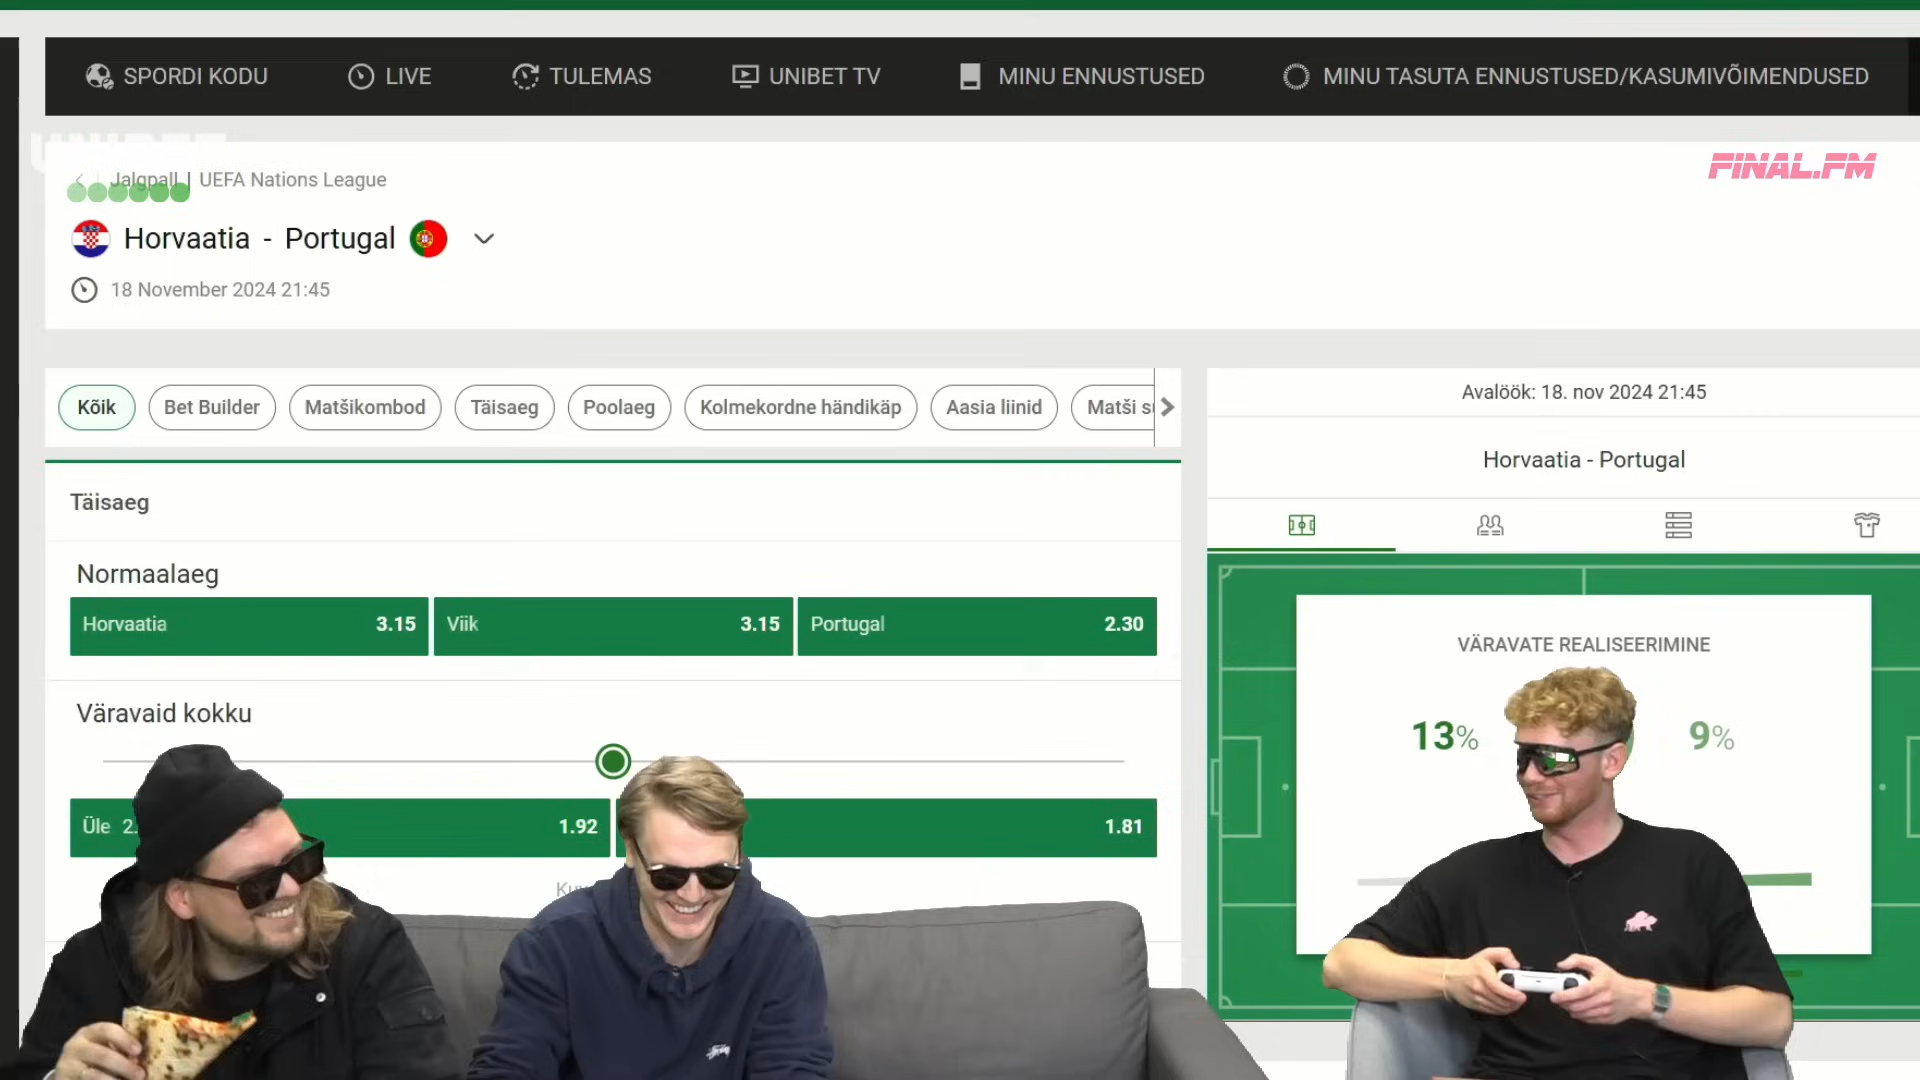 SPORDI KODU
LIVE
TULEMAS
UNIBET TV
MINU ENNUSTUSED
MINU TASUTA ENNUSTUSED/KASUMIVÕIMENDUSED
FINAL.FM
Jalgpall | UEFA Nations League
Horvaatia - Portugal
18 November 2024 21:45
Kõik
Bet Builder
Matšikombod
Täisaeg
Poolaeg
Kolmekordne händikäp
Aasia liinid
Matši
Avalöök: 18. nov 2024 21:45
Horvaatia - Portugal
Täisaeg
Normaalaeg
Horvaatia 3.15
Viik 3.15
Portugal 2.30
VÄRAVATE REALISEERIMINE
13%
9%
Väravaid kokku
Üle 1.92
1.81